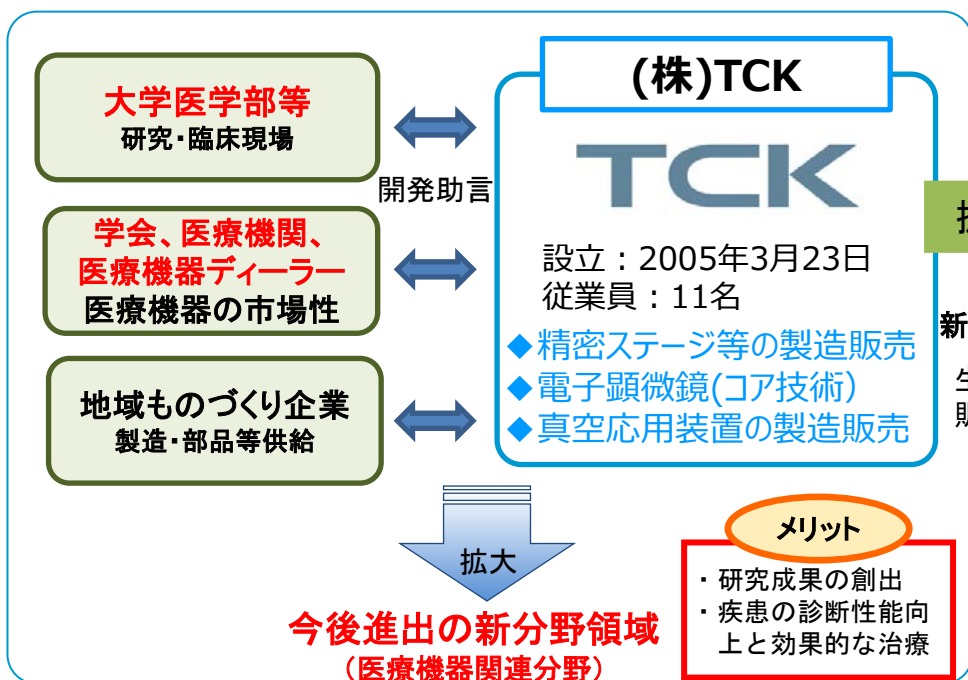 大学医学部等
研究・臨床現場
開発助言
学会、医療機関、
医療機器ディーラー
医療機器の市場性
地域ものづくり企業
製造・部品等供給
(株)TCK
TCK
設立：2005年3月23日
従業員：11名
◆精密ステージ等の製造販売
◆電子顕微鏡(コア技術)
◆真空応用装置の製造販売
新
拡大
今後進出の新分野領域
（医療機器関連分野）
メリット
・研究成果の創出
・疾患の診断性能向
上と効果的な治療